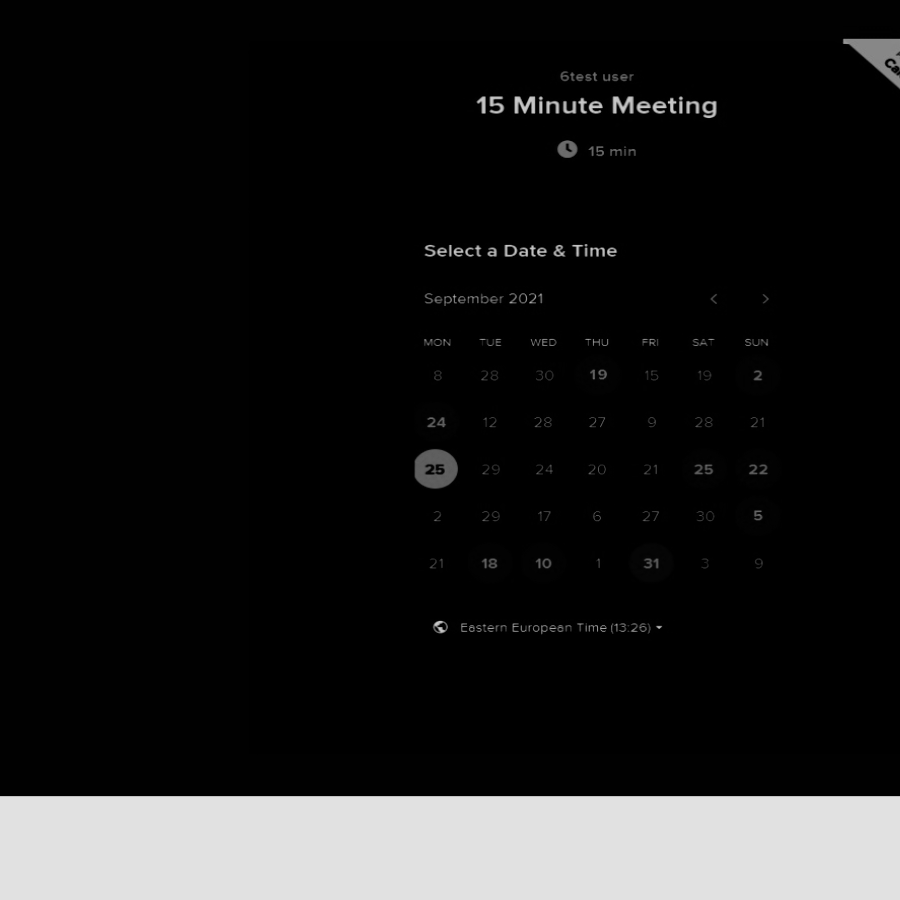 6test user
15 Minute Meeting
15 min
Select a Date & Time
September 2021
MON TUE WED THU FRI SAT SUN
8 28 30 19 15 19 2
24 12 28 27 9 28 21
25 29 24 20 21 25 22
2 29 17 6 27 30 5
21 18 10 1 31 3 9
Eastern European Time (13:26)